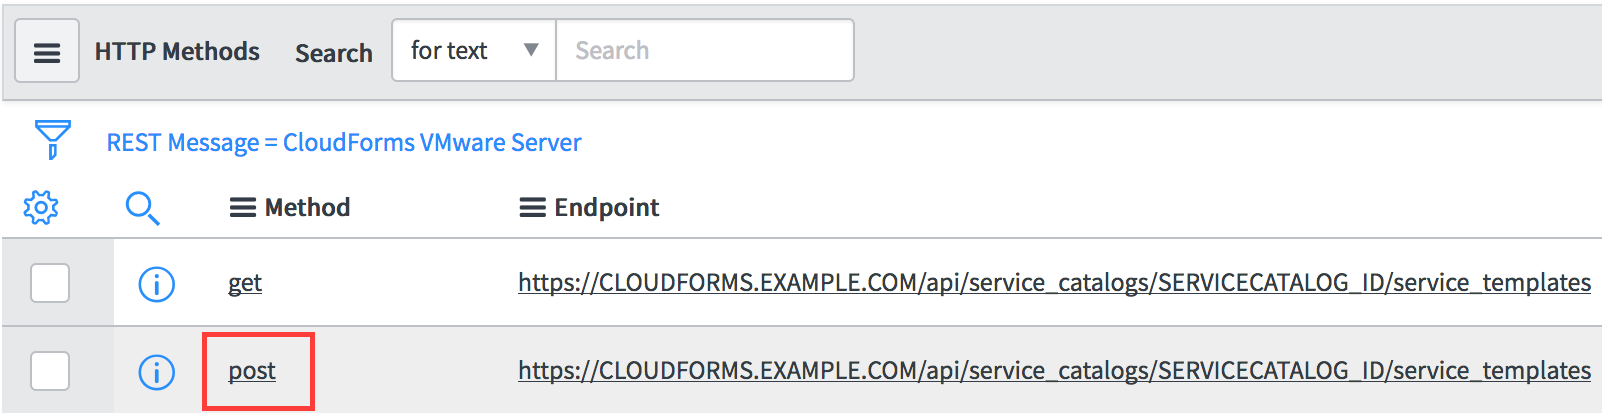 HTTP Methods Search for text Search
REST Message = CloudForms VMware Server
Method Endpoint
get https://CLOUDFORMS.EXAMPLE.COM/api/service_catalogs/SERVICECATALOG_ID/service_templates
post https://CLOUDFORMS.EXAMPLE.COM/api/service_catalogs/SERVICECATALOG_ID/service_templates